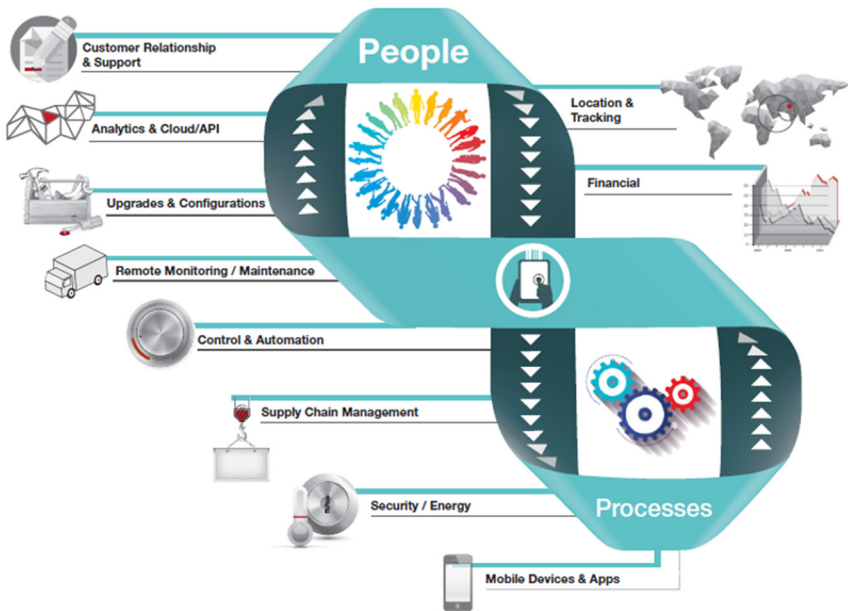 People
Customer Relationship
& Support
Analytics & Cloud/API
Upgrades & Configurations
Remote Monitoring / Maintenance
Control & Automation
Supply Chain Management
Security / Energy
Mobile Devices & Apps
Location &
Tracking
Financial
Processes